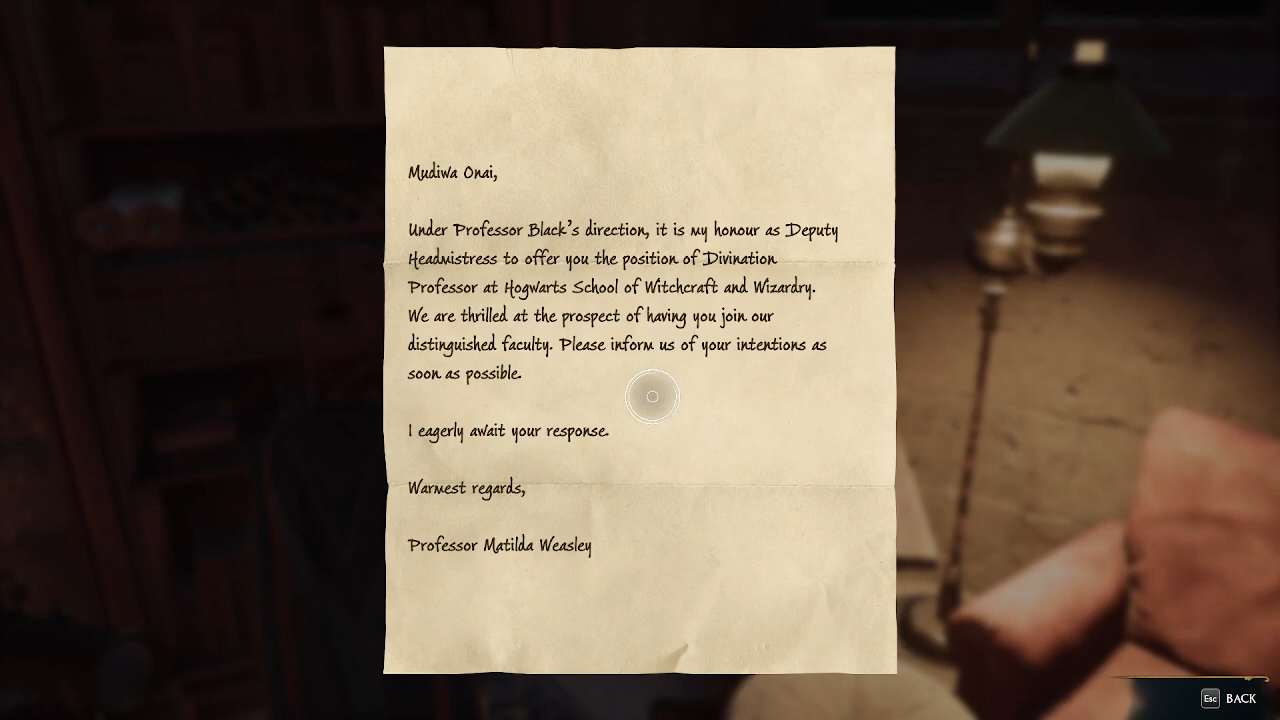 Mudiwa Onai,
Under Professor Black's direction, it is my honour as Deputy
Headmistress to offer you the position of Divination
Professor at Hogwarts School of Witchcraft and Wizardry.
We are thrilled at the prospect of having you join our
distinguished faculty. Please inform us of your intentions as
soon as possible.
I eagerly await your response.
Warmest regards,
Professor Matilda Weasley
Esc BACK